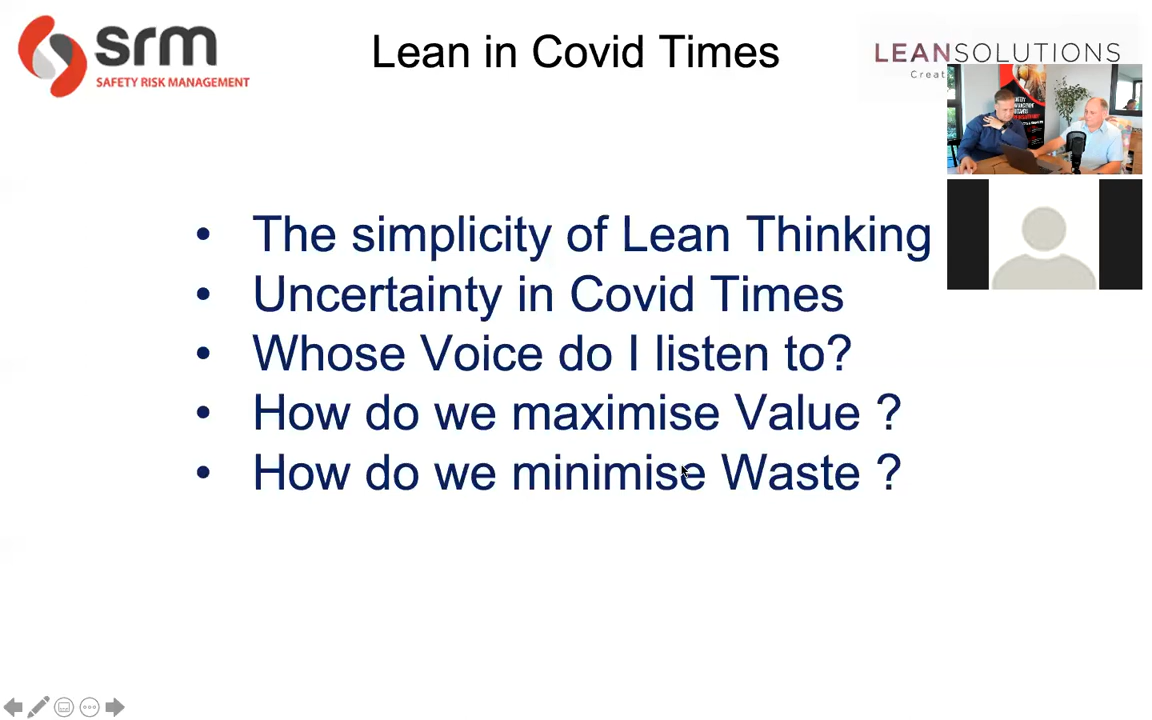 srm
SAFETY RISK MANAGEMENT
Lean in Covid Times
LEANSOLUTIONS
Creat
• The simplicity of Lean Thinking
• Uncertainty in Covid Times
• Whose Voice do I listen to?
• How do we maximise Value ?
• How do we minimise Waste ?